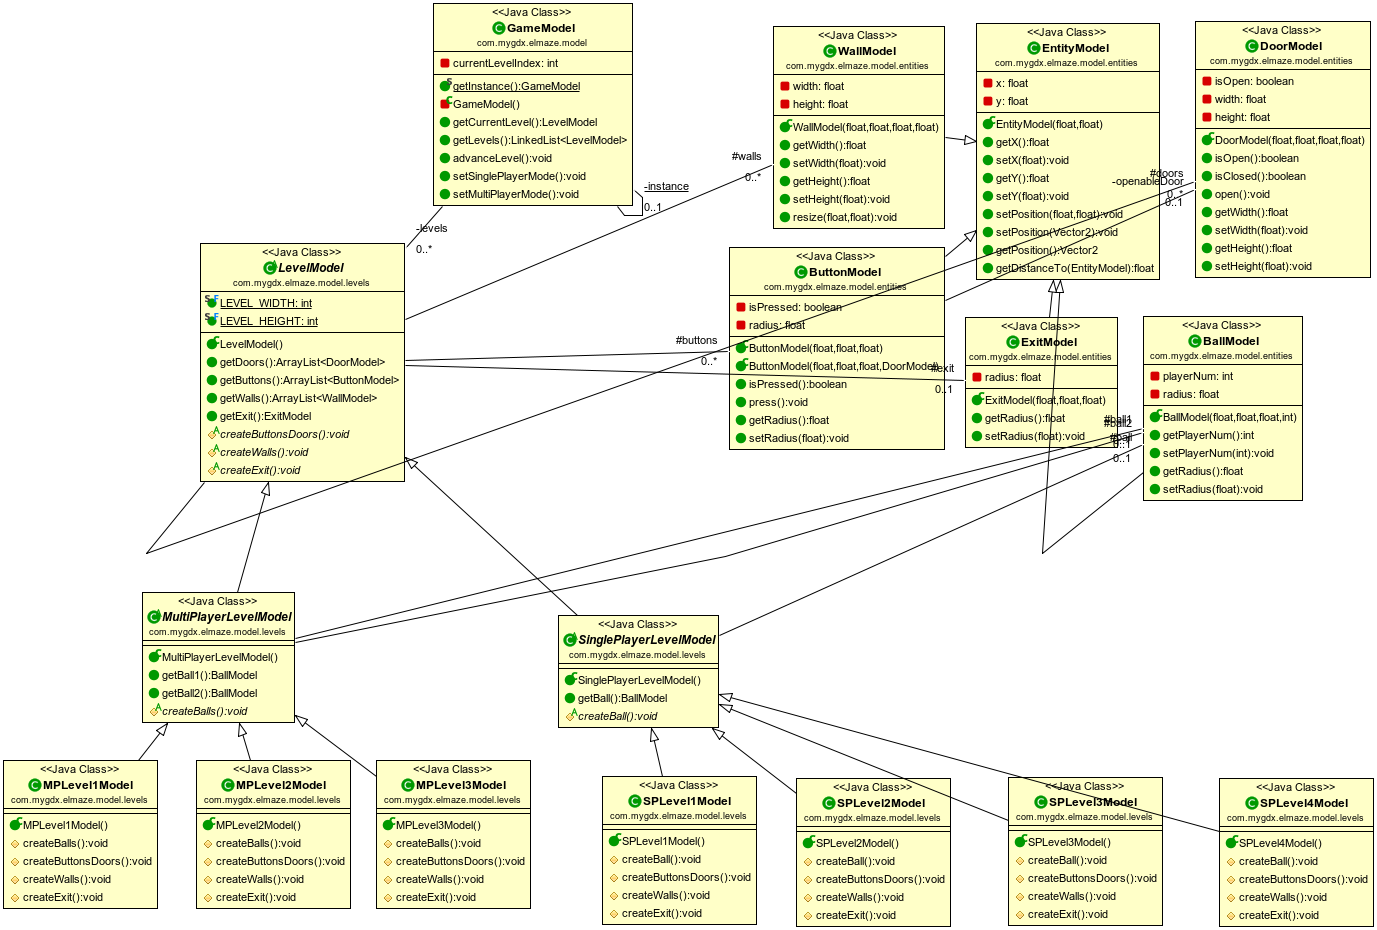 <<Java Class>>
GameModel
com.mygdx.elmaze.model
currentLevelIndex: int
getInstance():GameModel
GameModel()
getCurrentLevel():LevelModel
getLevels():LinkedList<LevelModel>
advanceLevel():void
setSinglePlayerMode():void
setMultiPlayerMode():void
-instance
0..1
-levels
0..*
<<Java Class>>
WallModel
com.mygdx.elmaze.model.entities
width: float
height: float
WallModel(float,float,float,float)
getWidth():float
setWidth(float):void
getHeight():float
setHeight(float):void
resize(float,float):void
#walls
0..*
<<Java Class>>
EntityModel
com.mygdx.elmaze.model.entities
x: float
y: float
EntityModel(float,float)
getX():float
setX(float):void
getY():float
setY(float):void
setPosition(float,float):void
setPosition(Vector2):void
getPosition():Vector2
getDistanceTo(EntityModel):float
<<Java Class>>
DoorModel
com.mygdx.elmaze.model.entities
isOpen: boolean
width: float
height: float
DoorModel(float,float,float,float)
isOpen():boolean
isClosed():boolean
open():void
getWidth():float
setWidth(float):void
getHeight():float
setHeight(float):void
#doors
-openableDoor
0..*
0..1
<<Java Class>>
LevelModel
com.mygdx.elmaze.model.levels
LEVEL_WIDTH: int
LEVEL_HEIGHT: int
LevelModel()
getDoors():ArrayList<DoorModel>
getButtons():ArrayList<ButtonModel>
getWalls():ArrayList<WallModel>
getExit():ExitModel
createButtonsDoors():void
createWalls():void
createExit():void
<<Java Class>>
ButtonModel
com.mygdx.elmaze.model.entities
isPressed: boolean
radius: float
ButtonModel(float,float,float)
ButtonModel(float,float,float,DoorModel)
isPressed():boolean
press():void
getRadius():float
setRadius(float):void
#buttons
0..*
<<Java Class>>
ExitModel
com.mygdx.elmaze.model.entities
radius: float
ExitModel(float,float,float)
getRadius():float
setRadius(float):void
#exit
0..1
<<Java Class>>
BallModel
com.mygdx.elmaze.model.entities
playerNum: int
radius: float
BallModel(float,float,float,int)
getPlayerNum():int
setPlayerNum(int):void
getRadius():float
setRadius(float):void
#ball1
#ball2
#ball
0..1
0..1
<<Java Class>>
MultiPlayerLevelModel
com.mygdx.elmaze.model.levels
MultiPlayerLevelModel()
getBall1():BallModel
getBall2():BallModel
createBalls():void
<<Java Class>>
SinglePlayerLevelModel
com.mygdx.elmaze.model.levels
SinglePlayerLevelModel()
getBall():BallModel
createBall():void
<<Java Class>>
MPLevel1Model
com.mygdx.elmaze.model.levels
MPLevel1Model()
createBalls():void
createButtonsDoors():void
createWalls():void
createExit():void
<<Java Class>>
MPLevel2Model
com.mygdx.elmaze.model.levels
MPLevel2Model()
createBalls():void
createButtonsDoors():void
createWalls():void
createExit():void
<<Java Class>>
MPLevel3Model
com.mygdx.elmaze.model.levels
MPLevel3Model()
createBalls():void
createButtonsDoors():void
createWalls():void
createExit():void
<<Java Class>>
SPLevel1Model
com.mygdx.elmaze.model.levels
SPLevel1Model()
createBall():void
createButtonsDoors():void
createWalls():void
createExit():void
<<Java Class>>
SPLevel2Model
com.mygdx.elmaze.model.levels
SPLevel2Model()
createBall():void
createButtonsDoors():void
createWalls():void
createExit():void
<<Java Class>>
SPLevel3Model
com.mygdx.elmaze.model.levels
SPLevel3Model()
createBall():void
createButtonsDoors():void
createWalls():void
createExit():void
<<Java Class>>
SPLevel4Model
com.mygdx.elmaze.model.levels
SPLevel4Model()
createBall():void
createButtonsDoors():void
createWalls():void
createExit():void